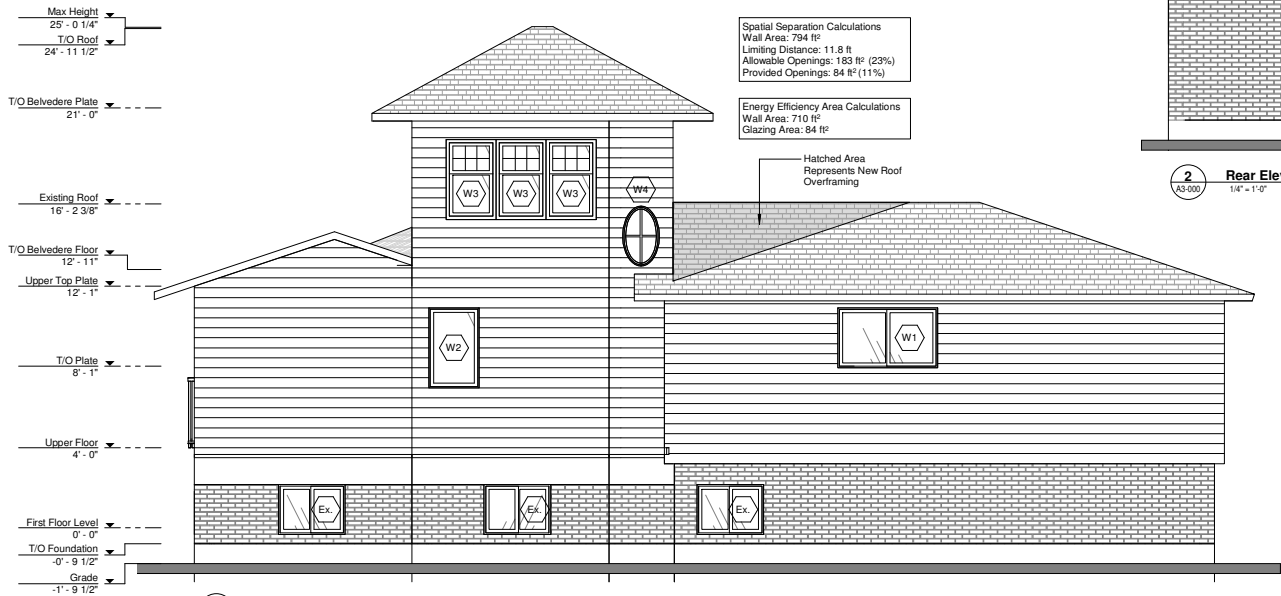 Max Height
25' - 0 1/4"
T/O Roof
24' - 11 1/2"
T/O Belvedere Plate
21' - 0"
Existing Roof
16' - 2 3/8"
T/O Belvedere Floor
12' - 11"
Upper Top Plate
12' - 1"
T/O Plate
8' - 1"
Upper Floor
4' - 0"
First Floor Level
0' - 0"
T/O Foundation
-0' - 9 1/2"
Grade
-1' - 9 1/2"
Spatial Separation Calculations
Wall Area: 794 ft²
Limiting Distance: 11.8 ft
Allowable Openings: 183 ft² (23%)
Provided Openings: 84 ft² (11%)
Energy Efficiency Area Calculations
Wall Area: 710 ft²
Glazing Area: 84 ft²
Hatched Area
Represents New Roof
Overframing
W3
W3
W3
W4
W2
W1
Ex.
Ex.
Ex.
2
A3-000
Rear Ele
1/4" = 1'-0"